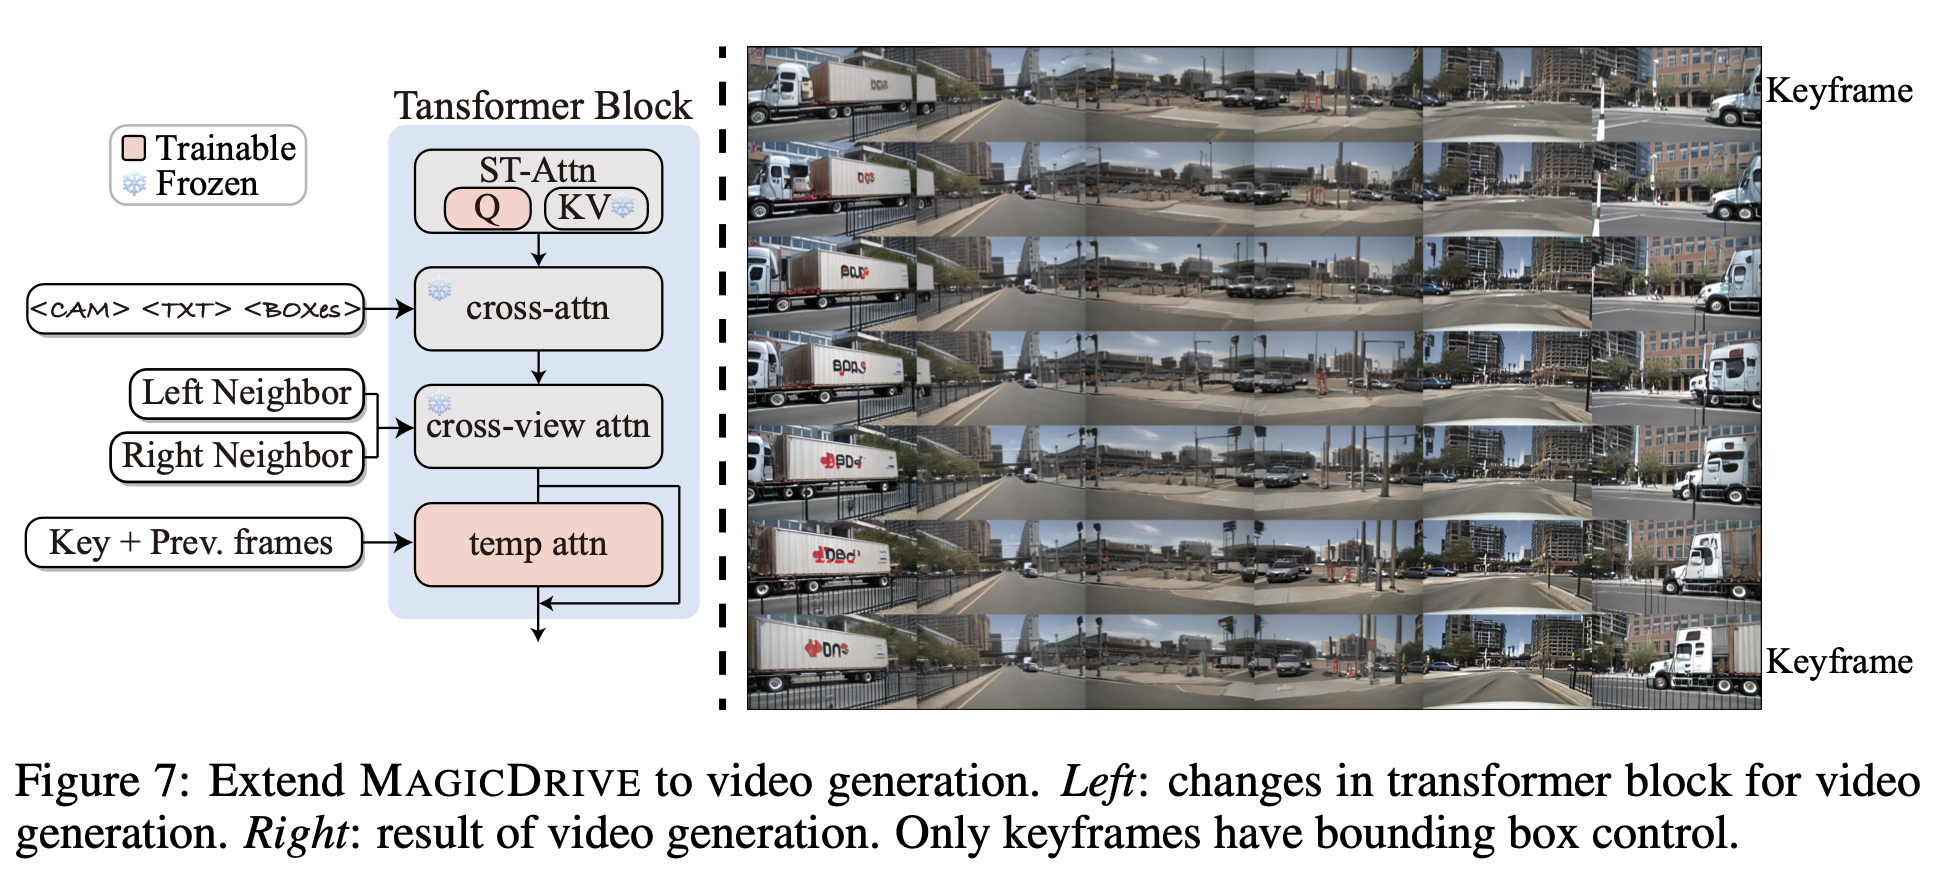 Tansformer Block
Trainable
Frozen
ST-Attn
Q
KV
<CAM> <TXT> <BOXes>
cross-attn
Left Neighbor
Right Neighbor
cross-view attn
Key + Prev. frames
temp attn
Keyframe
Keyframe
Figure 7: Extend MAGICDRIVE to video generation. Left: changes in transformer block for video
generation. Right: result of video generation. Only keyframes have bounding box control.